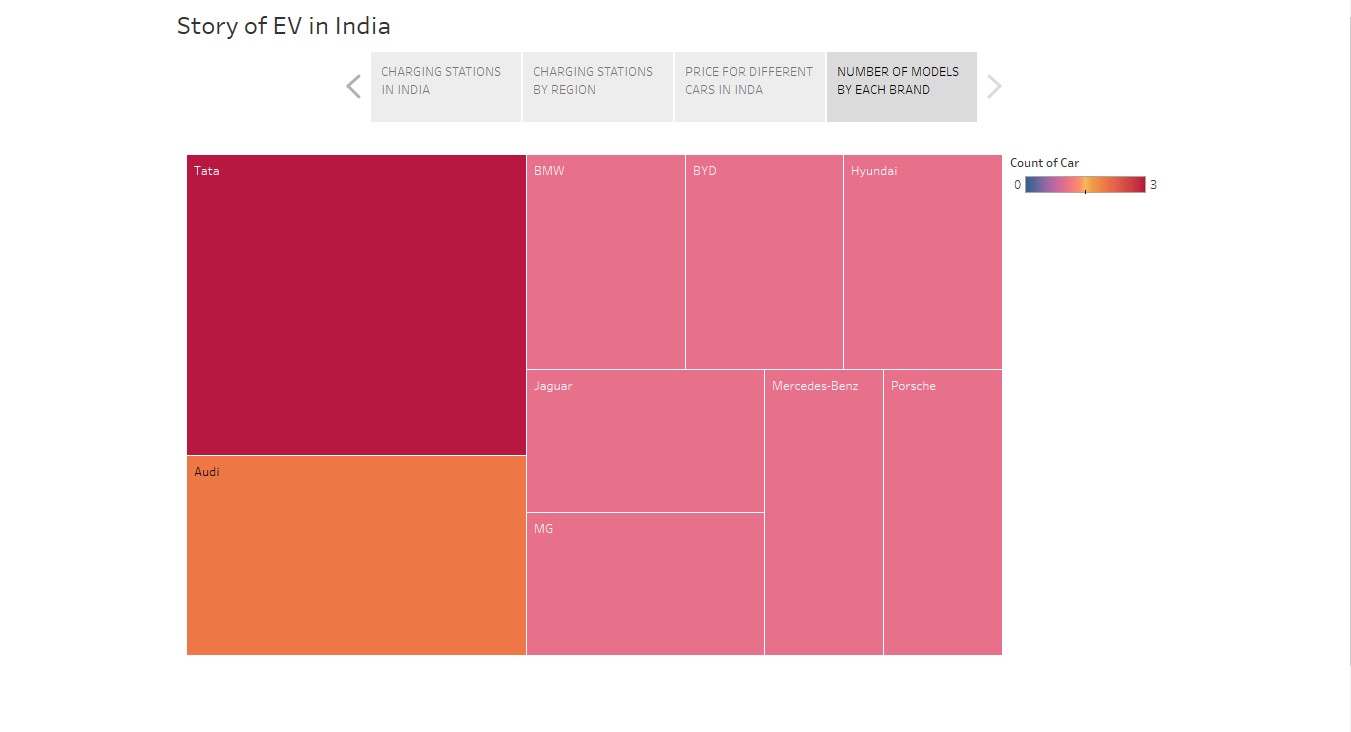 Story of EV in India
CHARGING STATIONS
IN INDIA
CHARGING STATIONS
BY REGION
PRICE FOR DIFFERENT
CARS IN INDA
NUMBER OF MODELS
BY EACH BRAND
Count of Car
0 3
Tata
BMW
BYD
Hyundai
Jaguar
Mercedes-Benz
Porsche
Audi
MG